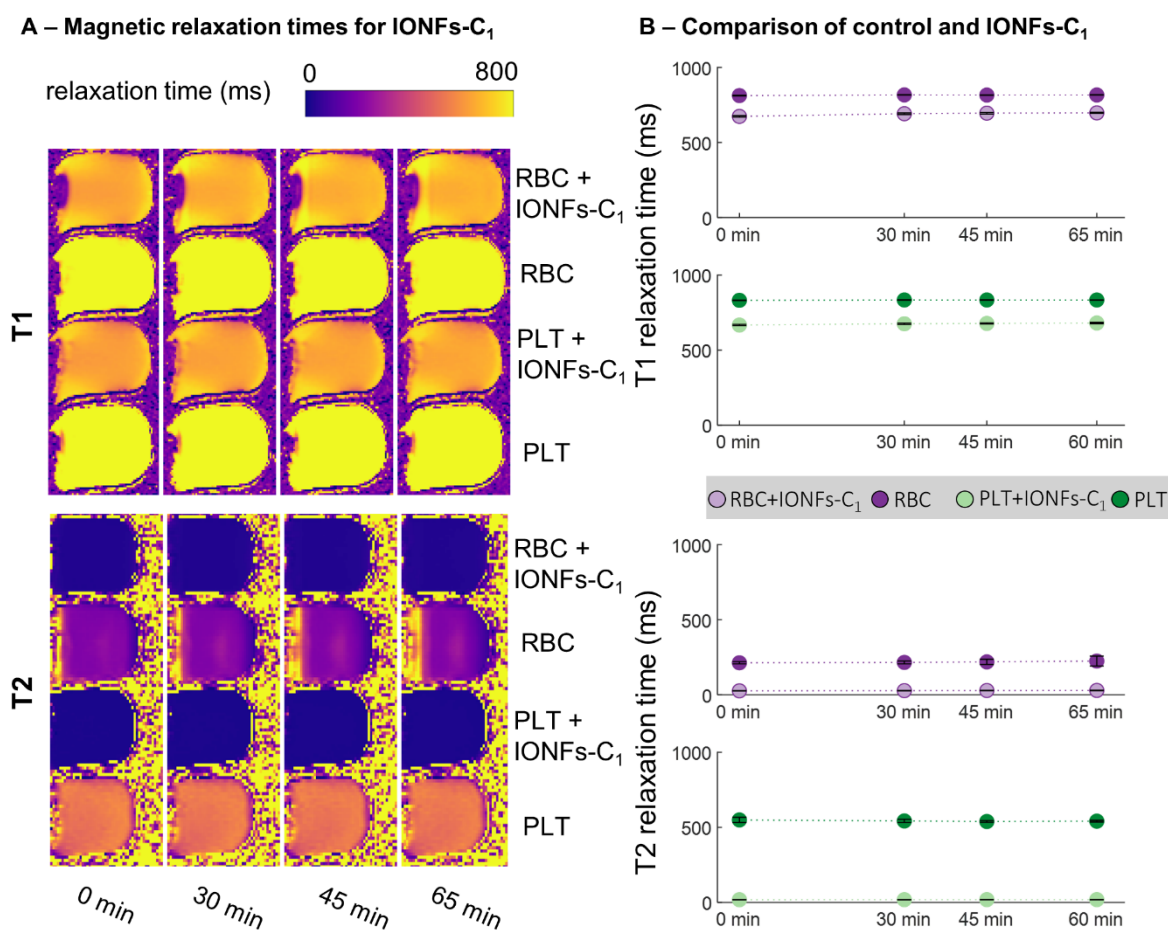 A – Magnetic relaxation times for IONFs-C₁
relaxation time (ms)
0
800
T1
RBC +
IONFs-C₁
RBC
PLT +
IONFs-C₁
PLT
T2
RBC +
IONFs-C₁
RBC
PLT +
IONFs-C₁
PLT
0 min
30 min
45 min
65 min
B – Comparison of control and IONFs-C₁
T1 relaxation time (ms)
1000
500
0
0 min
30 min
45 min
65 min
1000
500
0
0 min
30 min
45 min
60 min
RBC+IONFs-C₁ RBC PLT+IONFs-C₁ PLT
T2 relaxation time (ms)
1000
500
0
0 min
30 min
45 min
65 min
1000
500
0
0 min
30 min
45 min
60 min